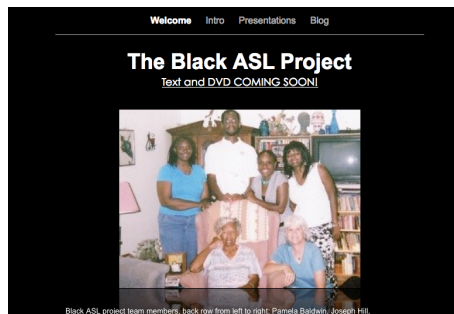 Welcome Intro Presentations Blog
The Black ASL Project
Text and DVD COMING SOON!
Black ASL project team members, back row from left to right: Pamela Baldwin, Joseph Hill,